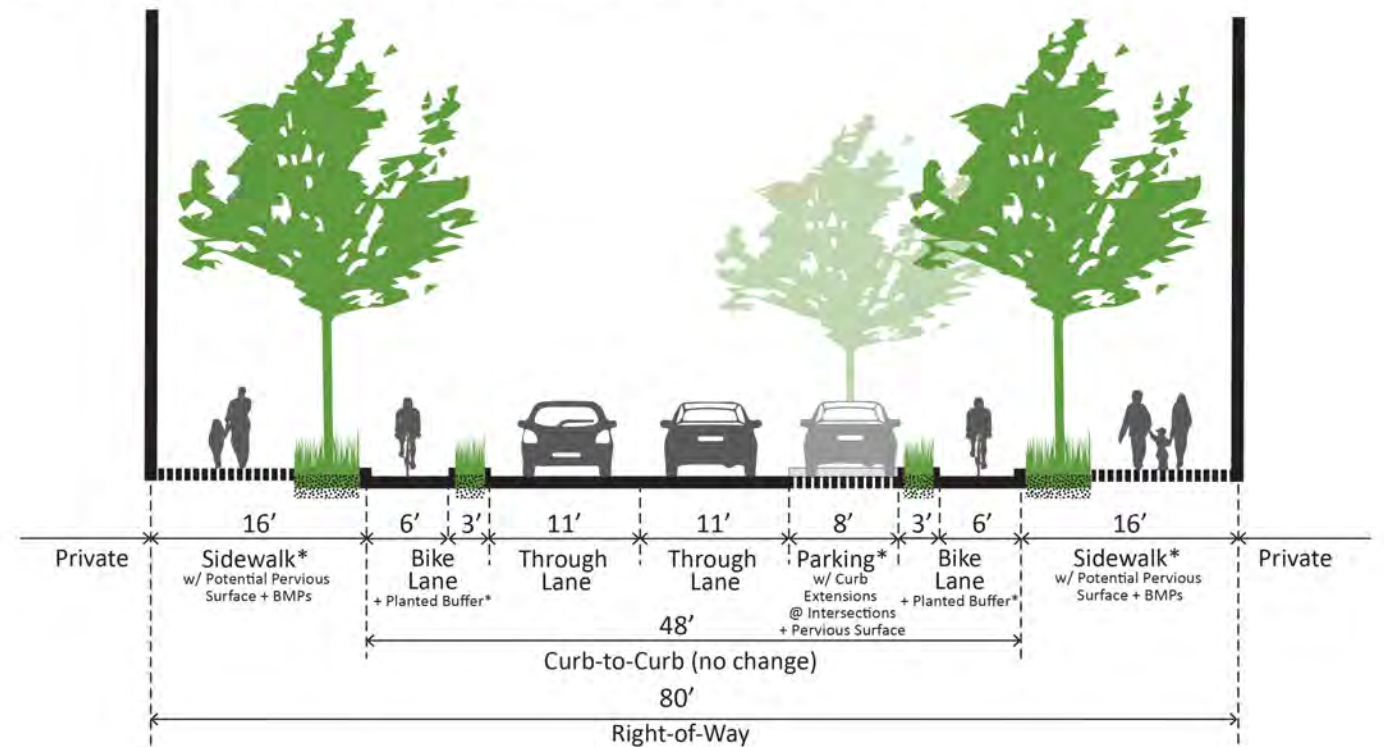 16’ 6’ 3’ 11’ 11’ 8’ 3’ 6’ 16’
Private
Sidewalk*
w/ Potential Pervious
Surface + BMPs
Bike
Lane
+ Planted Buffer*
Through
Lane
Through
Lane
Parking*
w/ Curb
Extensions
@ Intersections
+ Pervious Surface
Bike
Lane
+ Planted Buffer*
Sidewalk*
w/ Potential Pervious
Surface + BMPs
Private
48’
Curb-to-Curb (no change)
80’
Right-of-Way